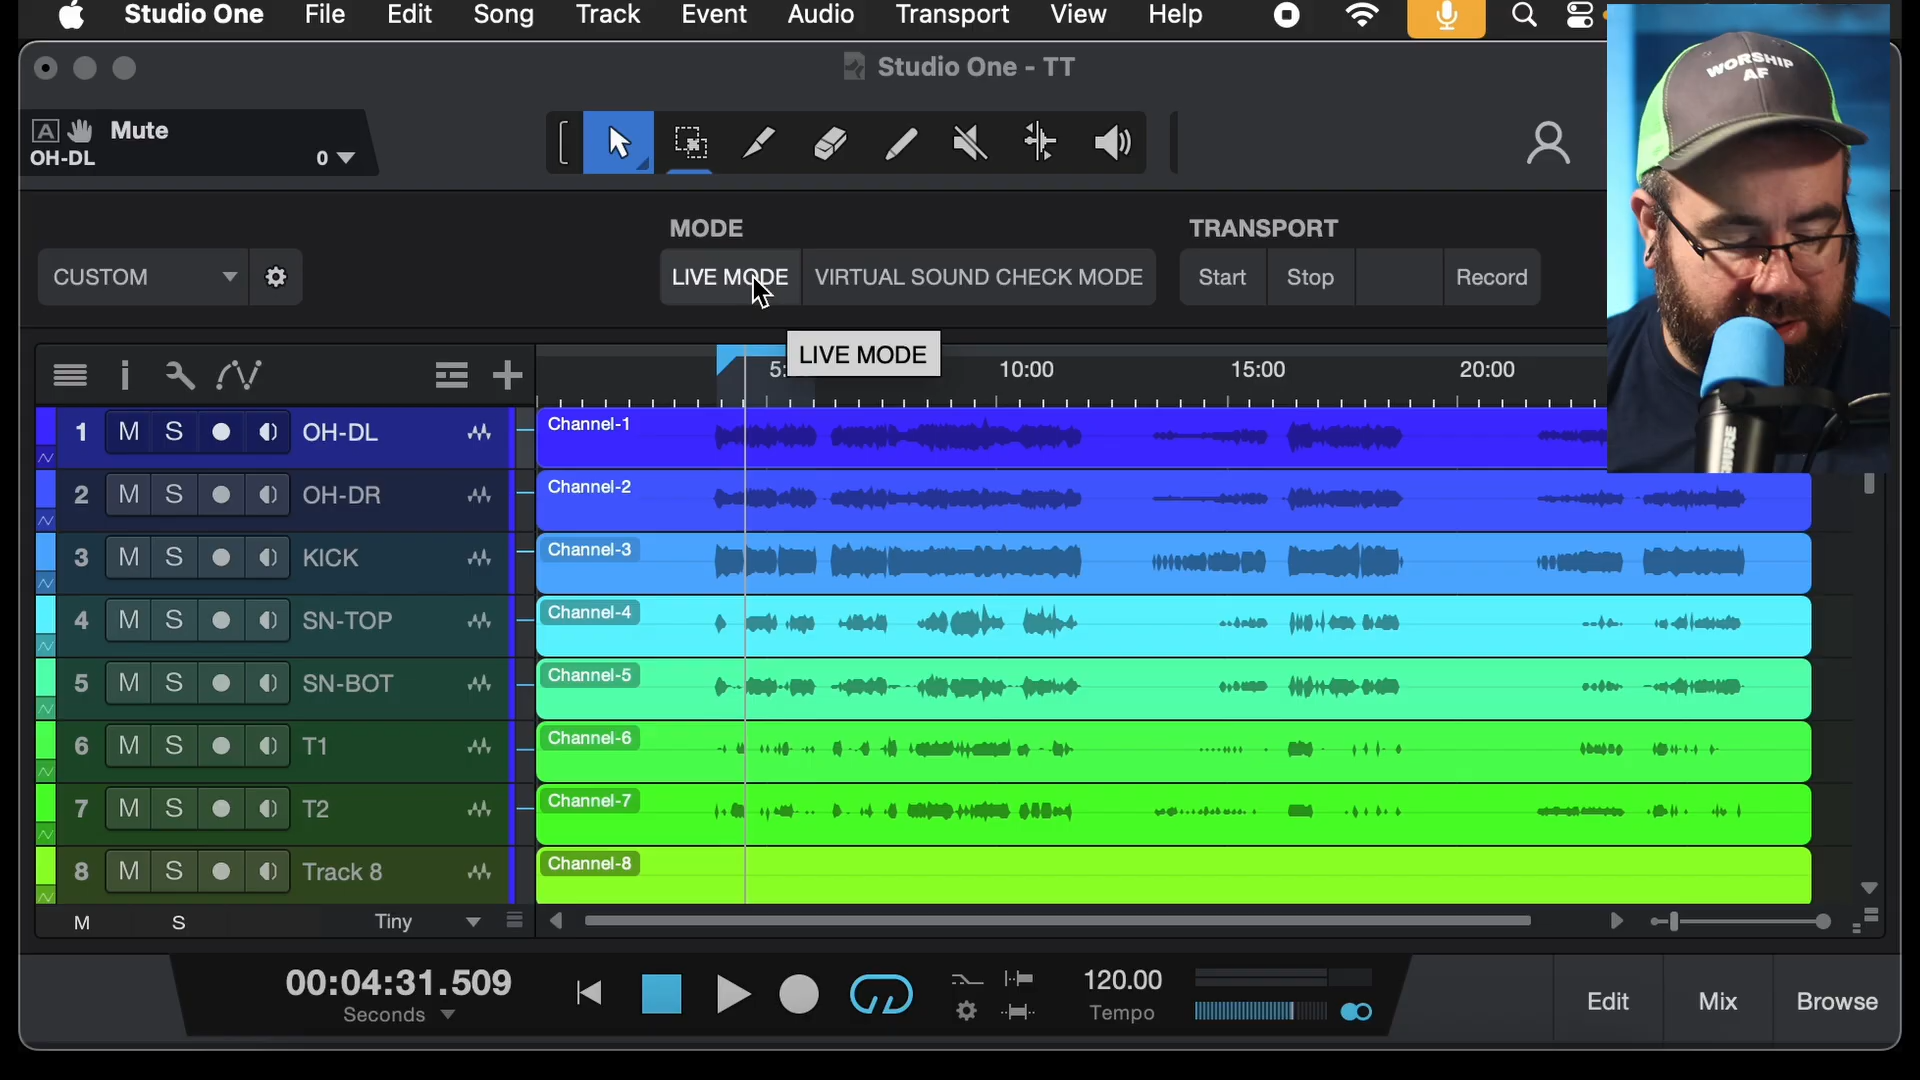 Studio One File Edit Song Track Event Audio Transport View Help
Studio One - TT
WORSHIP
AF
A Mute
OH-DL 0
MODE TRANSPORT
CUSTOM LIVE MODE VIRTUAL SOUND CHECK MODE Start Stop Record
LIVE MODE
5: 10:00 15:00 20:00
1 M S OH-DL Channel-1
2 M S OH-DR Channel-2
3 M S KICK Channel-3
4 M S SN-TOP Channel-4
5 M S SN-BOT Channel-5
6 M S T1 Channel-6
7 M S T2 Channel-7
8 M S Track 8 Channel-8
SHURE
M S Tiny
00:04:31.509 120.00
Seconds Tempo
Edit Mix Browse